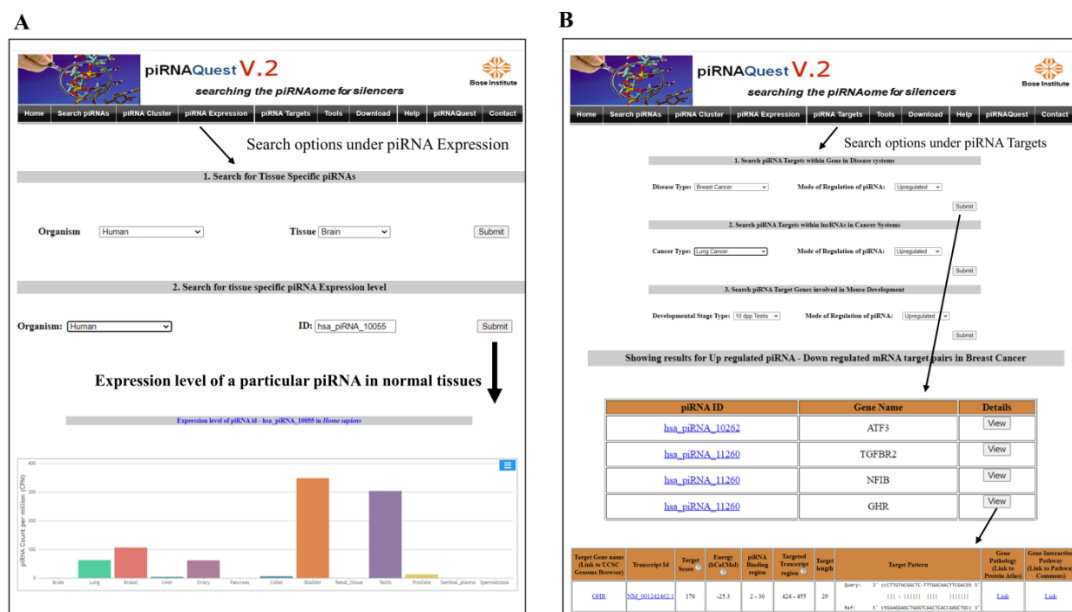 A
piRNAQuest V.2
searching the piRNAome for silencers
Bose Institute
Home Search piRNAs piRNA Cluster piRNA Expression piRNA Targets Tools Download Help piRNAQuest Contact
Search options under piRNA Expression
1. Search for Tissue Specific piRNAs
Organism Human Tissue Brain Submit
2. Search for tissue specific piRNA Expression level
Organism: Human ID: hsa_piRNA_10055 Submit
Expression level of a particular piRNA in normal tissues
Expression level of piRNA id - hsa_piRNA_10055 in Homo sapiens
piRNA Count per million (CPM)
400
300
200
100
0
Brain Lung Breast Liver Ovary Pancreas Colon Bladder Renal_tissue Testis Prostate Seminal_plasma Spermatozoa
B
piRNAQuest V.2
searching the piRNAome for silencers
Bose Institute
Home Search piRNAs piRNA Cluster piRNA Expression piRNA Targets Tools Download Help piRNAQuest Contact
Search options under piRNA Targets
1. Search piRNA Targets within Gene in Disease systems
Disease Type: Breast Cancer Mode of Regulation of piRNA: Upregulated
Submit
2. Search piRNA Targets within lncRNAs in Cancer Systems
Cancer Type: Lung Cancer Mode of Regulation of piRNA: Upregulated
Submit
3. Search piRNA Target Genes involved in Mouse Development
Developmental Stage Type: 10 dpp Testis Mode of Regulation of piRNA: Upregulated
Submit
Showing results for Up regulated piRNA - Down regulated mRNA target pairs in Breast Cancer
piRNA ID Gene Name Details
hsa_piRNA_10262 ATF3 View
hsa_piRNA_11260 TGFBR2 View
hsa_piRNA_11260 NFIB View
hsa_piRNA_11260 GHR View
Target Gene name (Link to UCSC Genome Browser) Transcript Id Target Score Energy (kCal/Mol) piRNA Binding region Targeted Transcript region Target length Target Pattern Gene Pathology (Link to Protein Atlas) Gene Interaction Pathway (Link to Pathway Commons)
GHR NM_001242462.1 176 -25.3 2 - 30 424 - 455 29 Link Link
Query: 3'
Ref: 5'